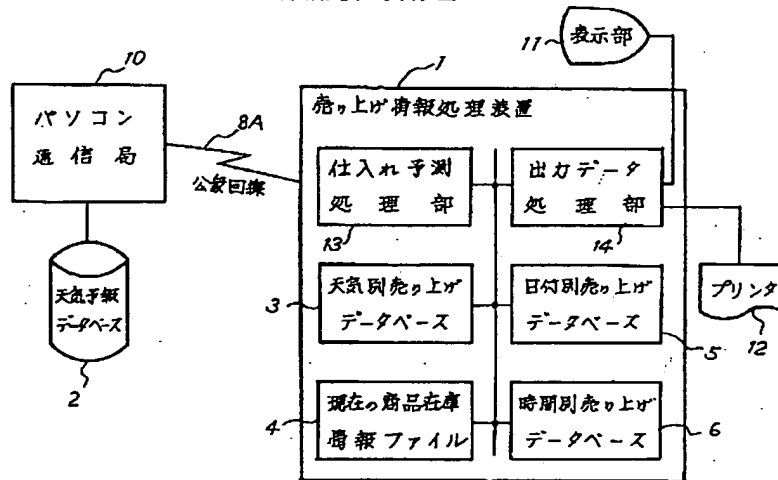 10
パソコン
通信局
8A
公衆回線
天気予報
データベース
2
1
売り上げ情報処理装置
仕入れ予測
処理部
13
出力データ
処理部
14
3
天気別売り上げ
データベース
日付別売り上げ
データベース
5
4
現在の商品在庫
情報ファイル
時間別売り上げ
データベース
6
11
表示部
プリンタ
12